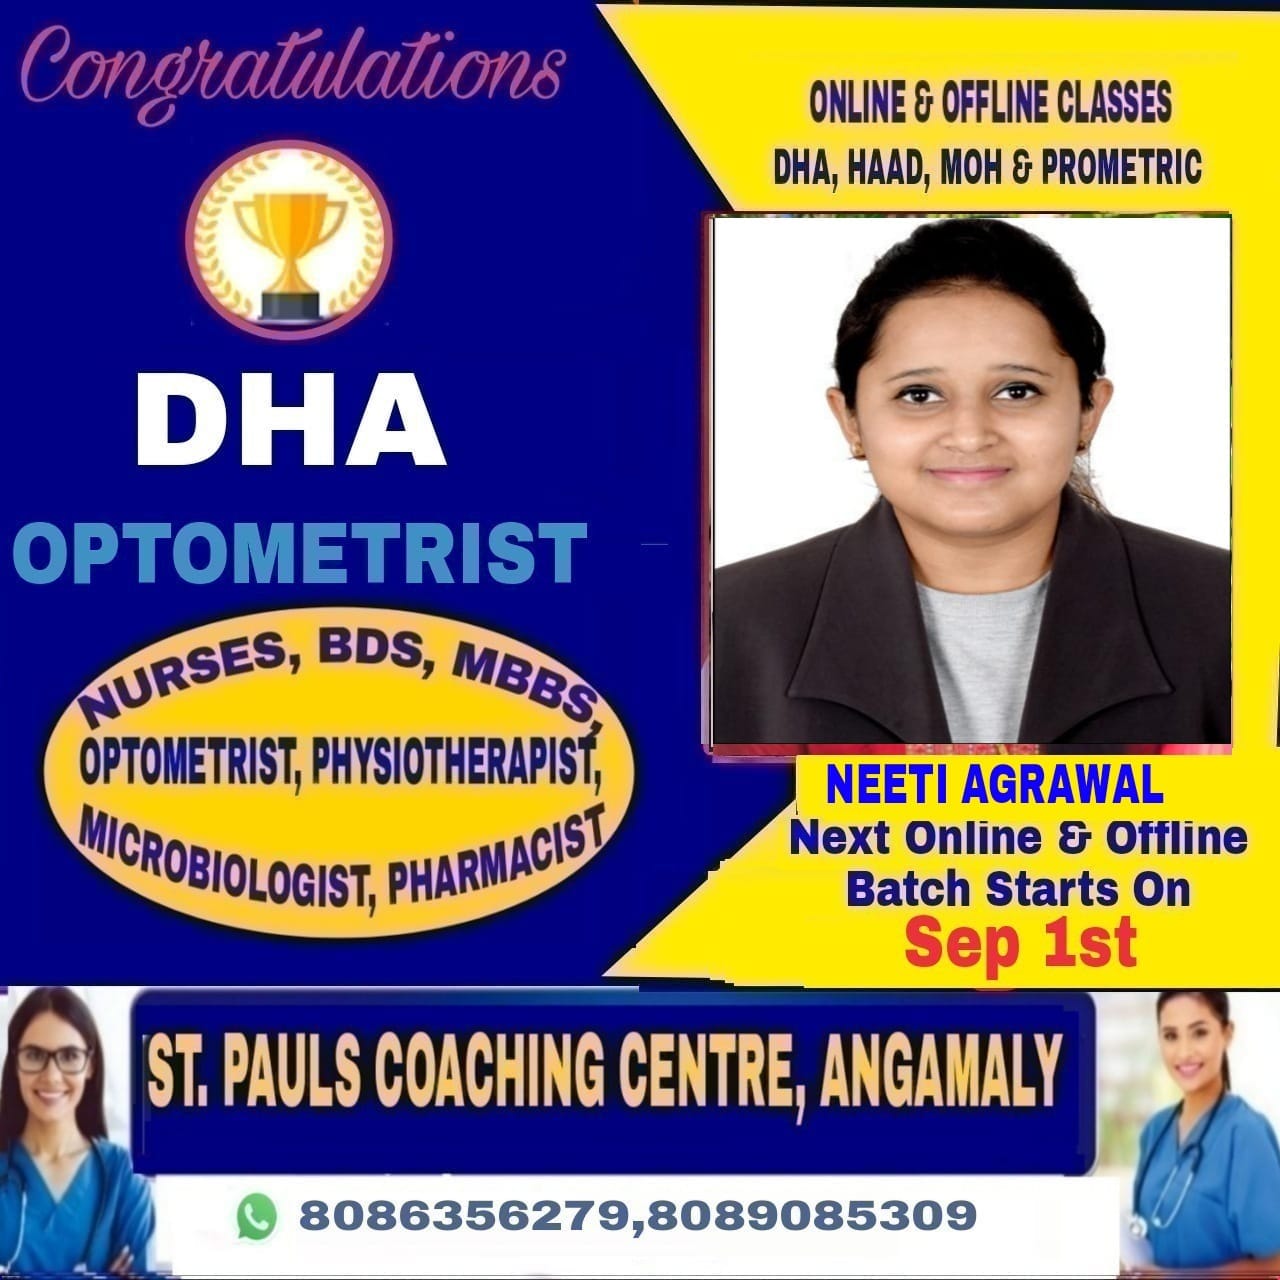 Congratulations
DHA
OPTOMETRIST
NURSES, BDS, MBBS,
OPTOMETRIST, PHYSIOTHERAPIST,
MICROBIOLOGIST, PHARMACIST
ONLINE & OFFLINE CLASSES
DHA, HAAD, MOH & PROMETRIC
NEETI AGRAWAL
Next Online & Offline
Batch Starts On
Sep 1st
ST. PAULS COACHING CENTRE, ANGAMALY
8086356279,8089085309